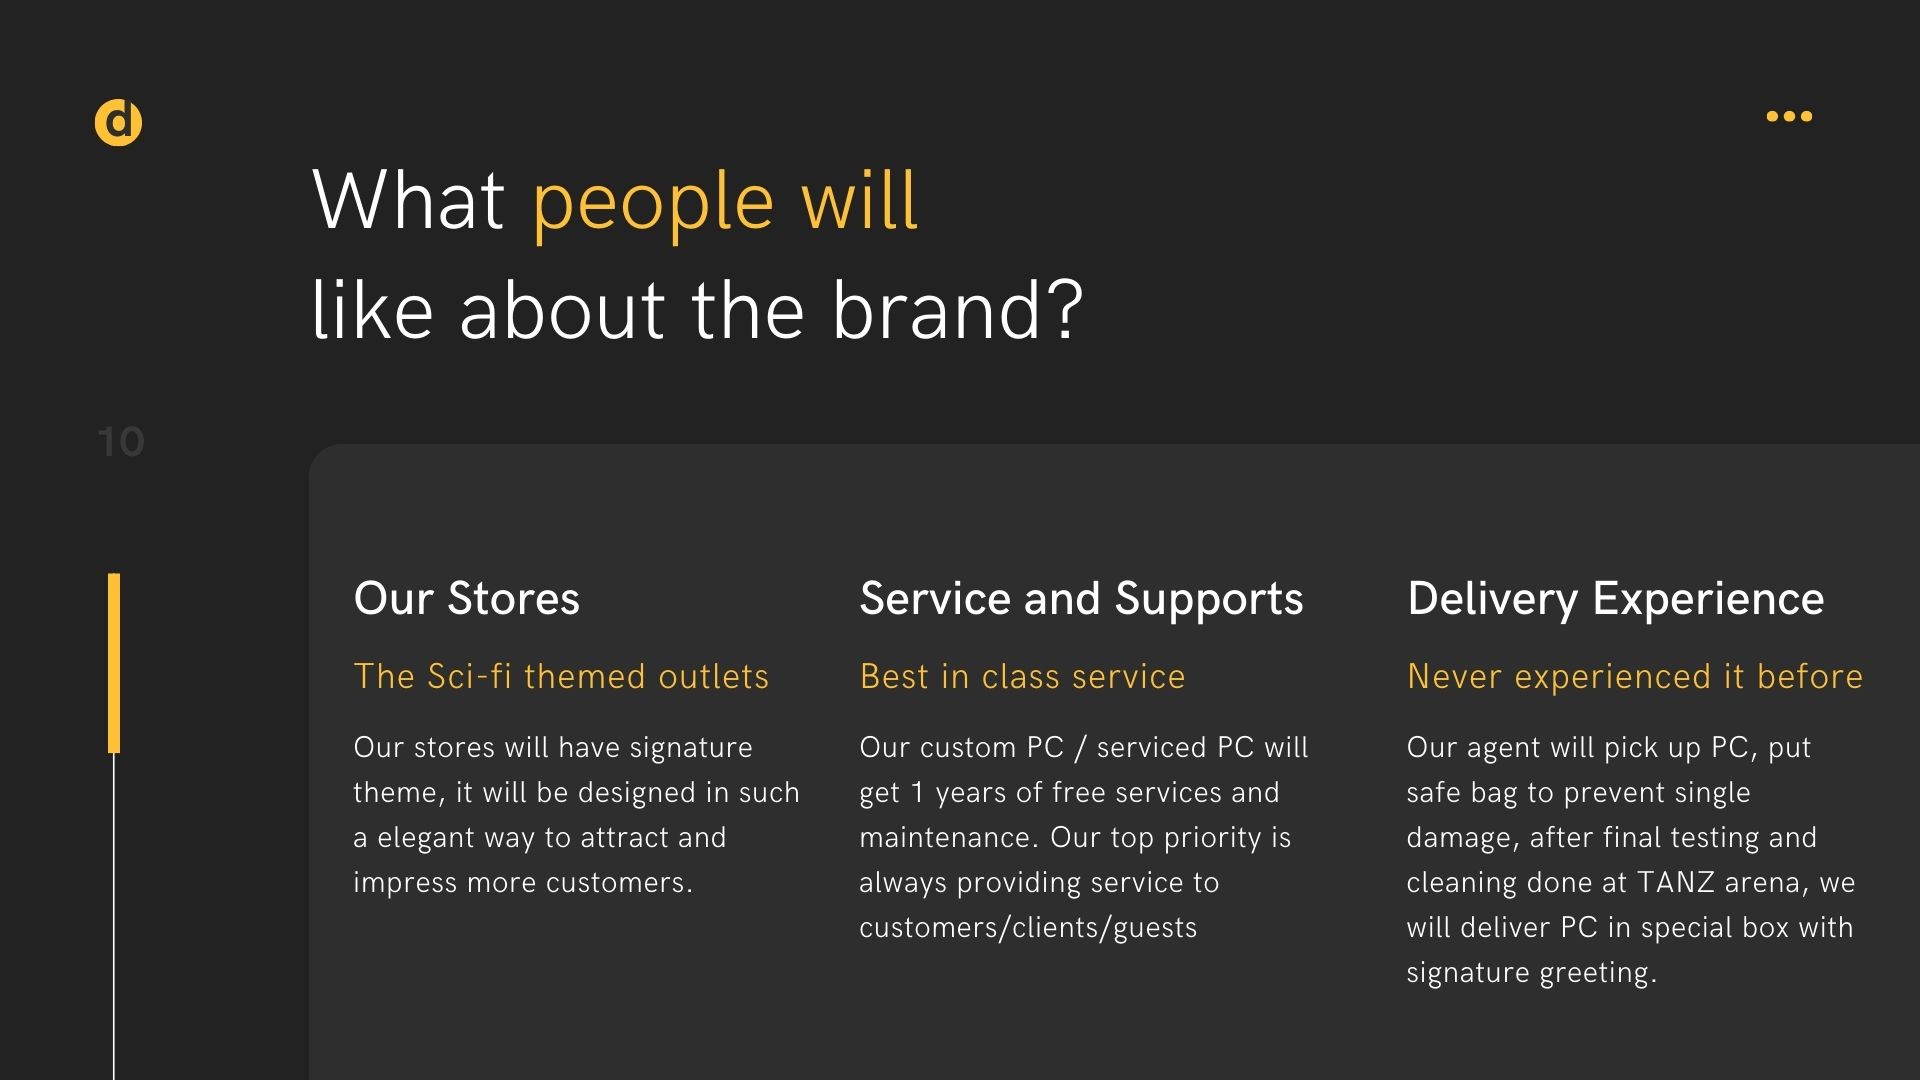 d
What people will
like about the brand?
10
Our Stores
The Sci-fi themed outlets
Our stores will have signature
theme, it will be designed in such
a elegant way to attract and
impress more customers.
Service and Supports
Best in class service
Our custom PC / serviced PC will
get 1 years of free services and
maintenance. Our top priority is
always providing service to
customers/clients/guests
Delivery Experience
Never experienced it before
Our agent will pick up PC, put
safe bag to prevent single
damage, after final testing and
cleaning done at TANZ arena, we
will deliver PC in special box with
signature greeting.